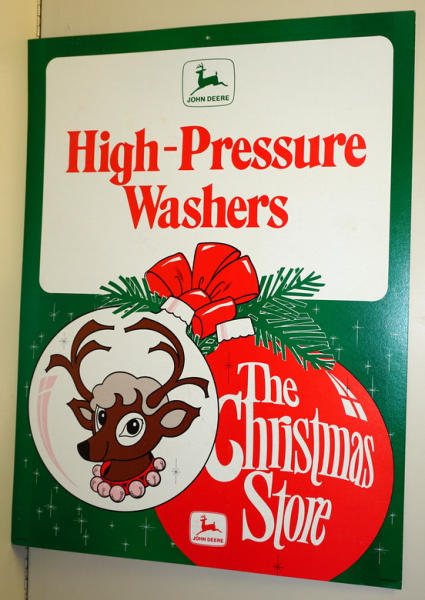 JOHN DEERE
High-Pressure
Washers
The
Christmas
Store
JOHN DEERE